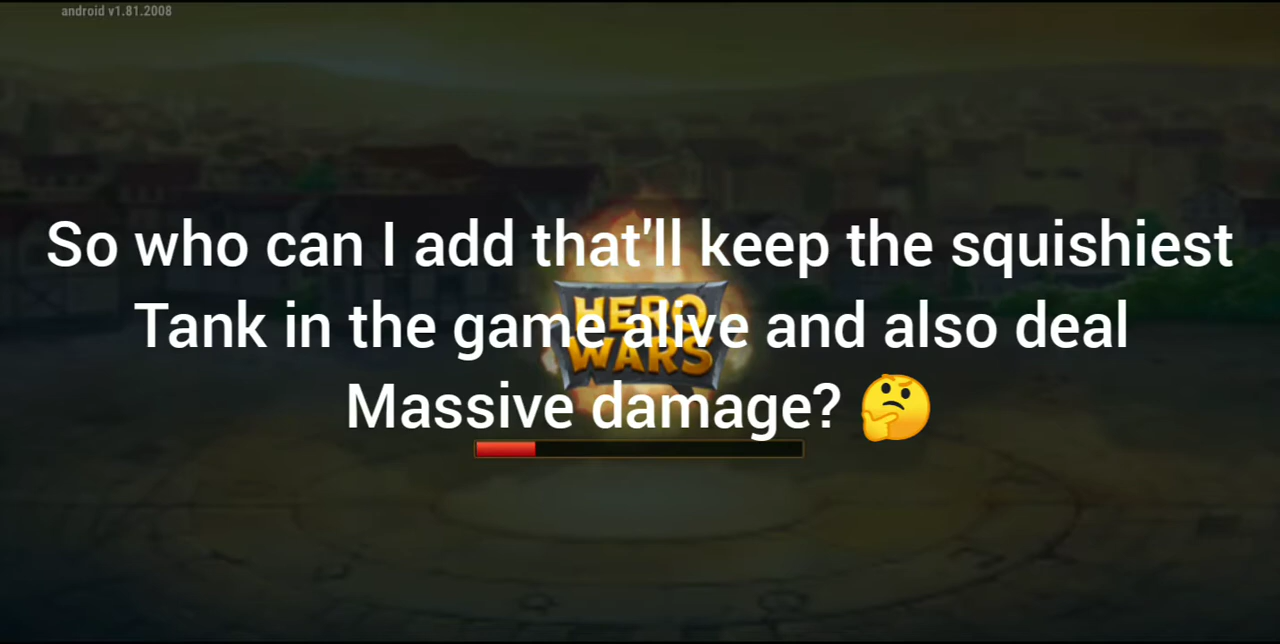 android v1.81.2008
So who can I add that'll keep the squishiest
Tank in the game alive and also deal
Massive damage? 🤔
HERO
WARS